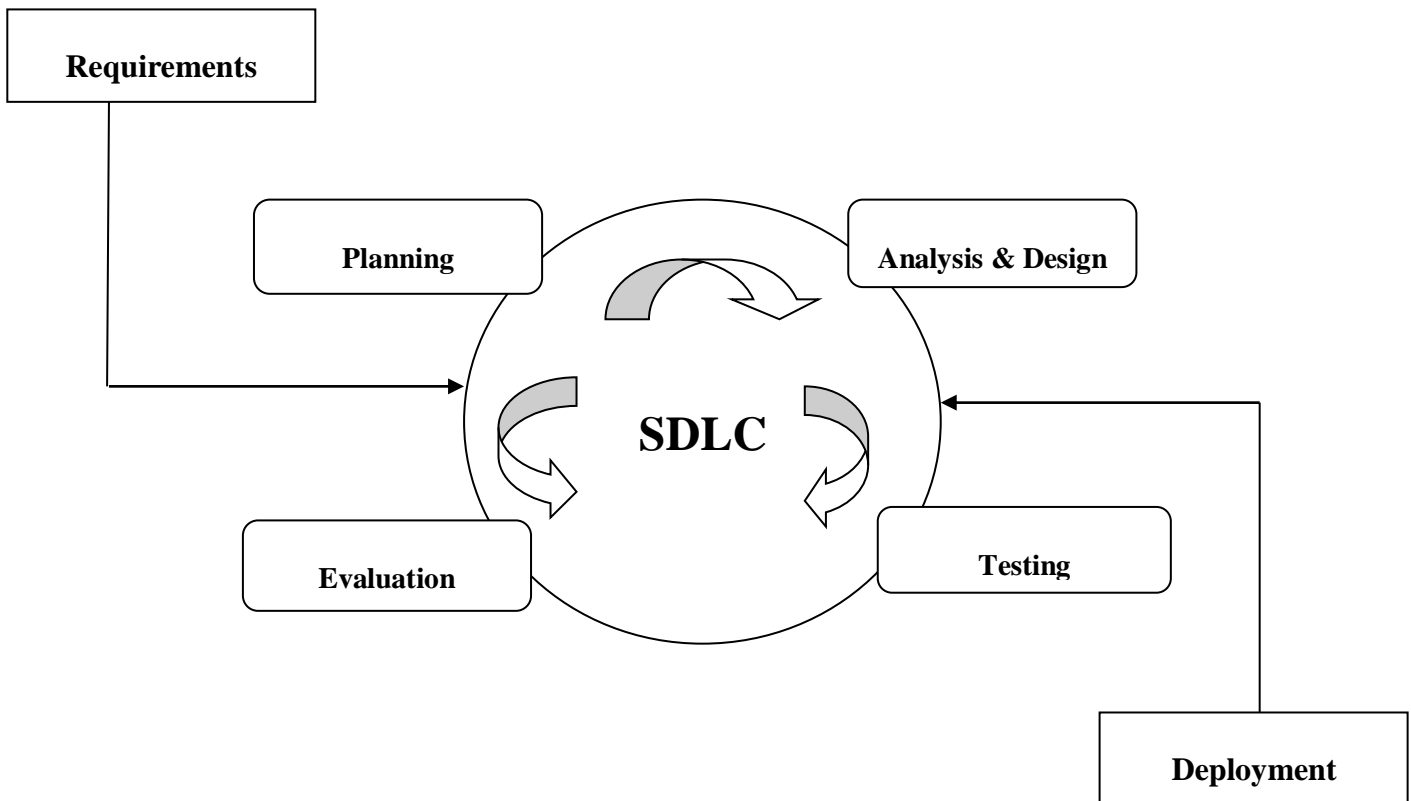 Requirements
Planning
Analysis & Design
SDLC
Evaluation
Testing
Deployment